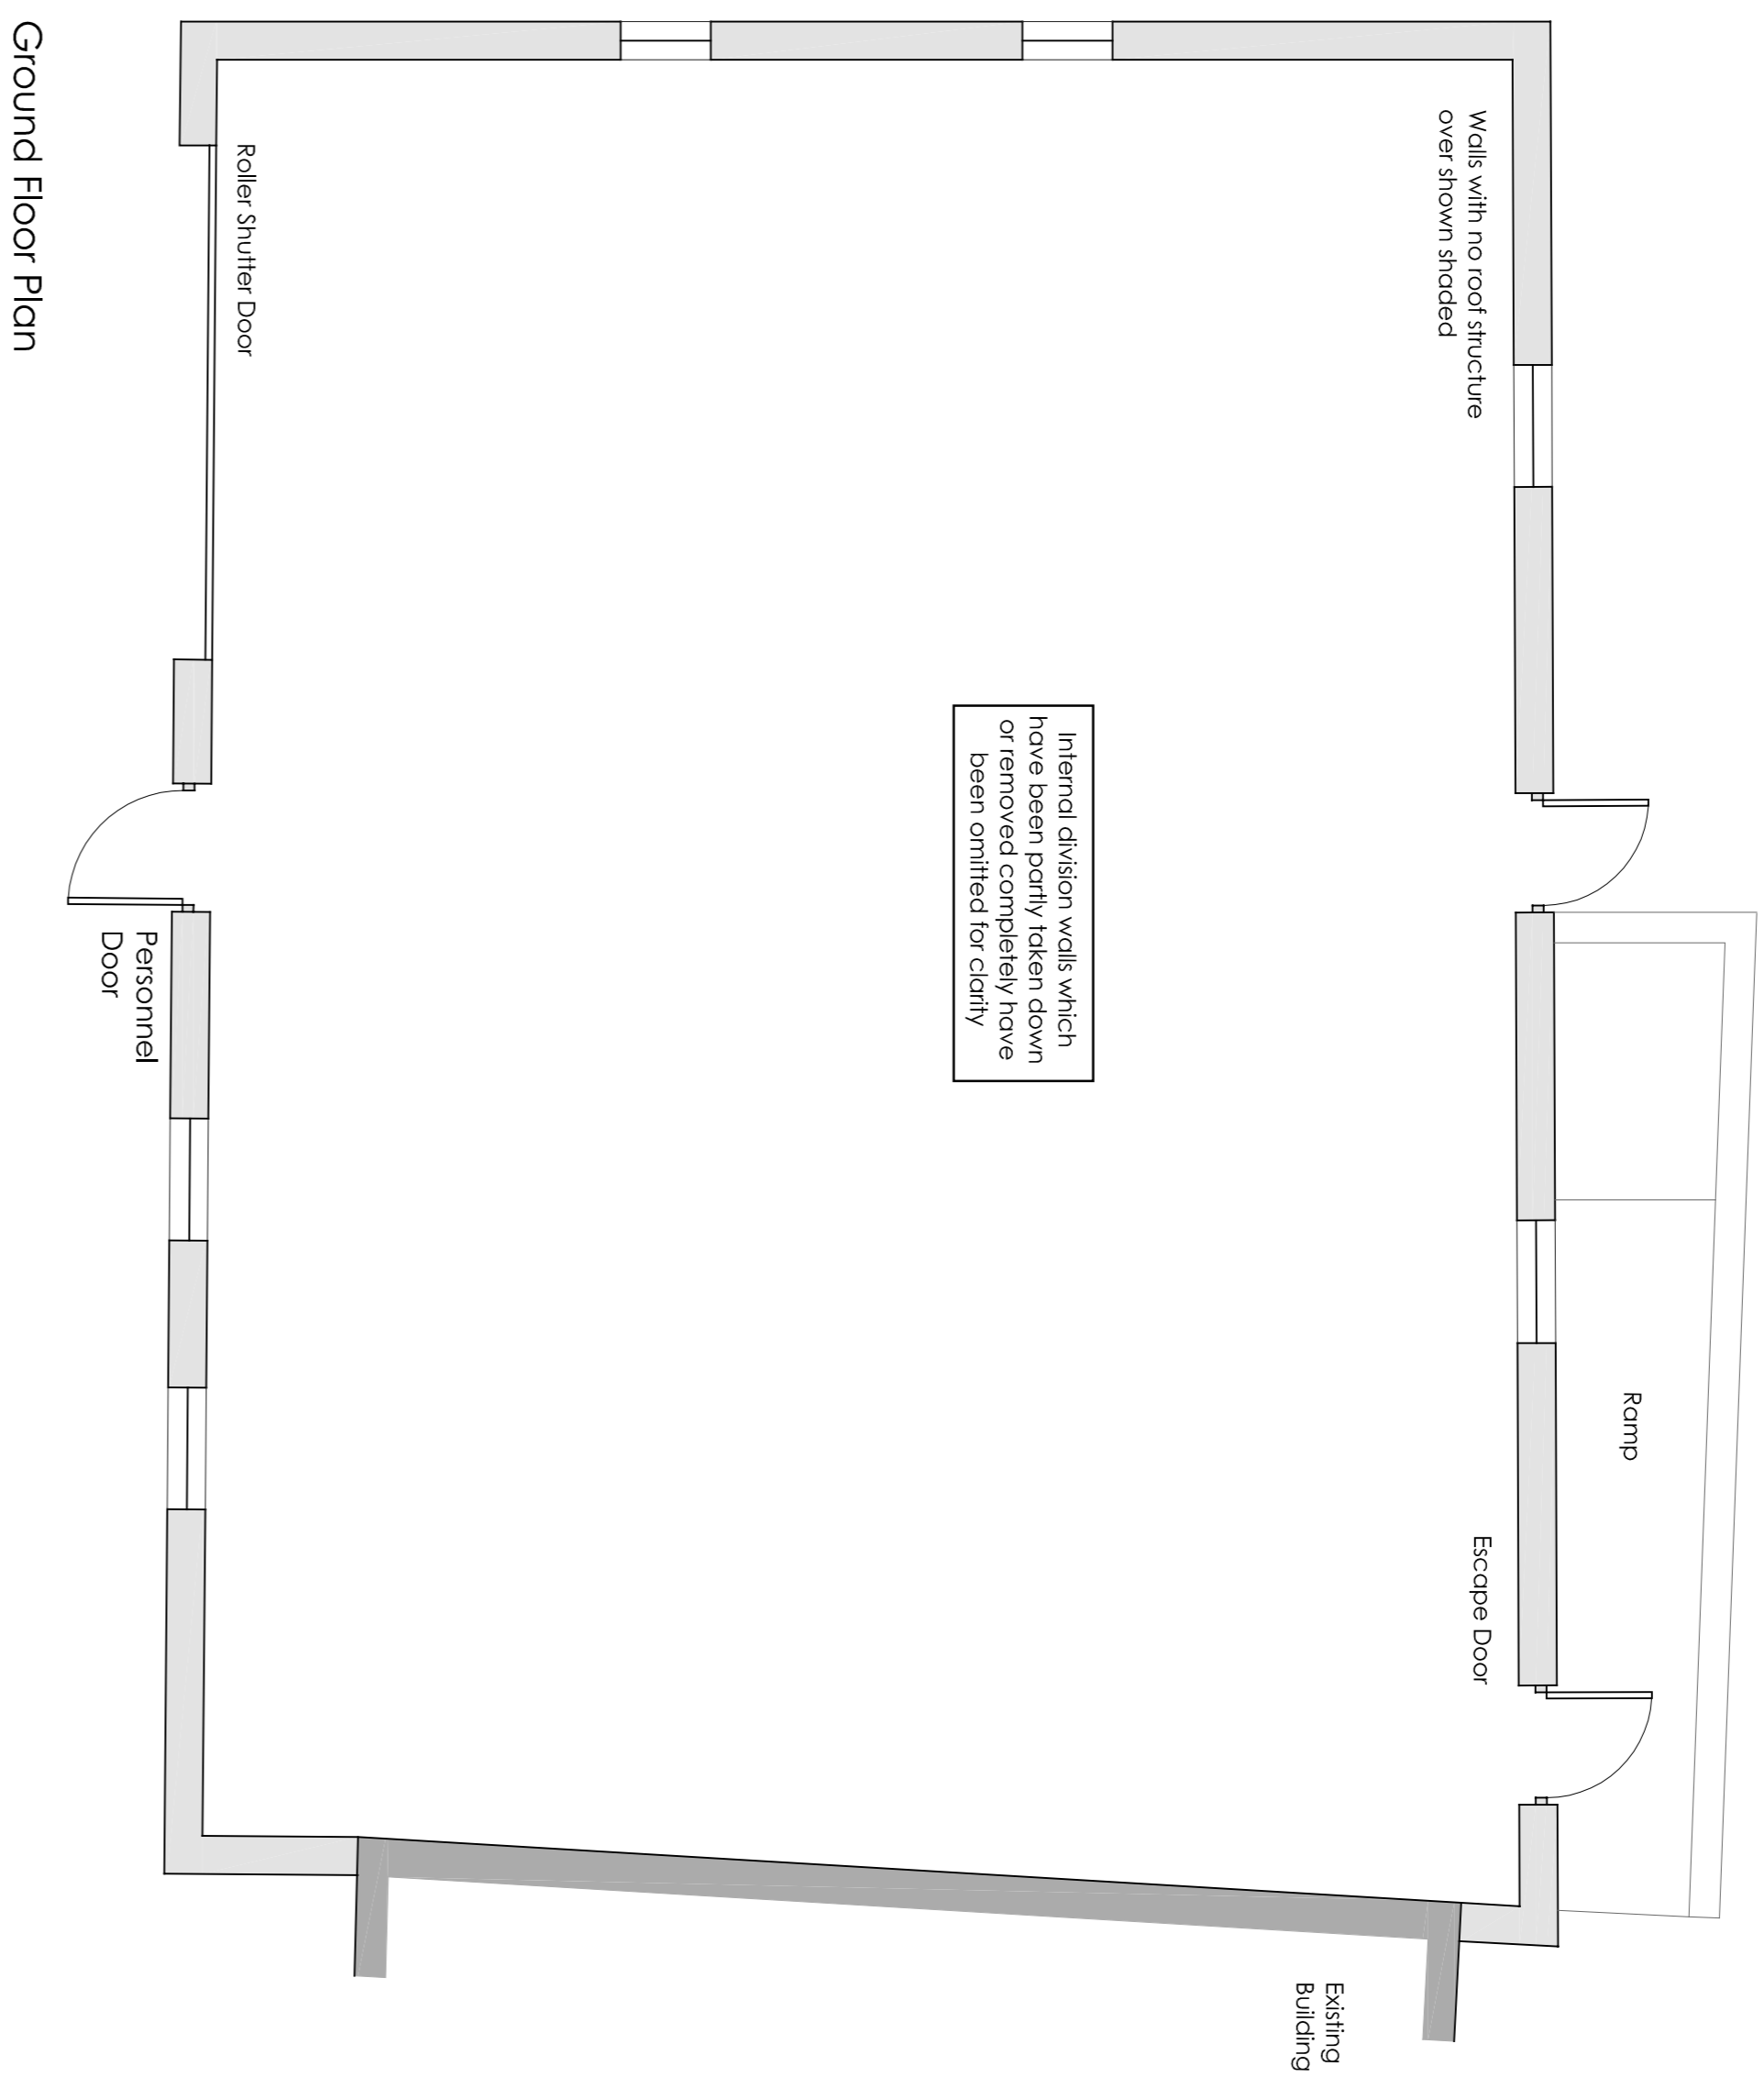 Walls with no roof structure
over shown shaded
Ramp
Escape Door
Internal division walls which
have been partly taken down
or removed completely have
been omitted for clarity
Existing
Building
Roller Shutter Door
Personnel
Door
Ground Floor Plan